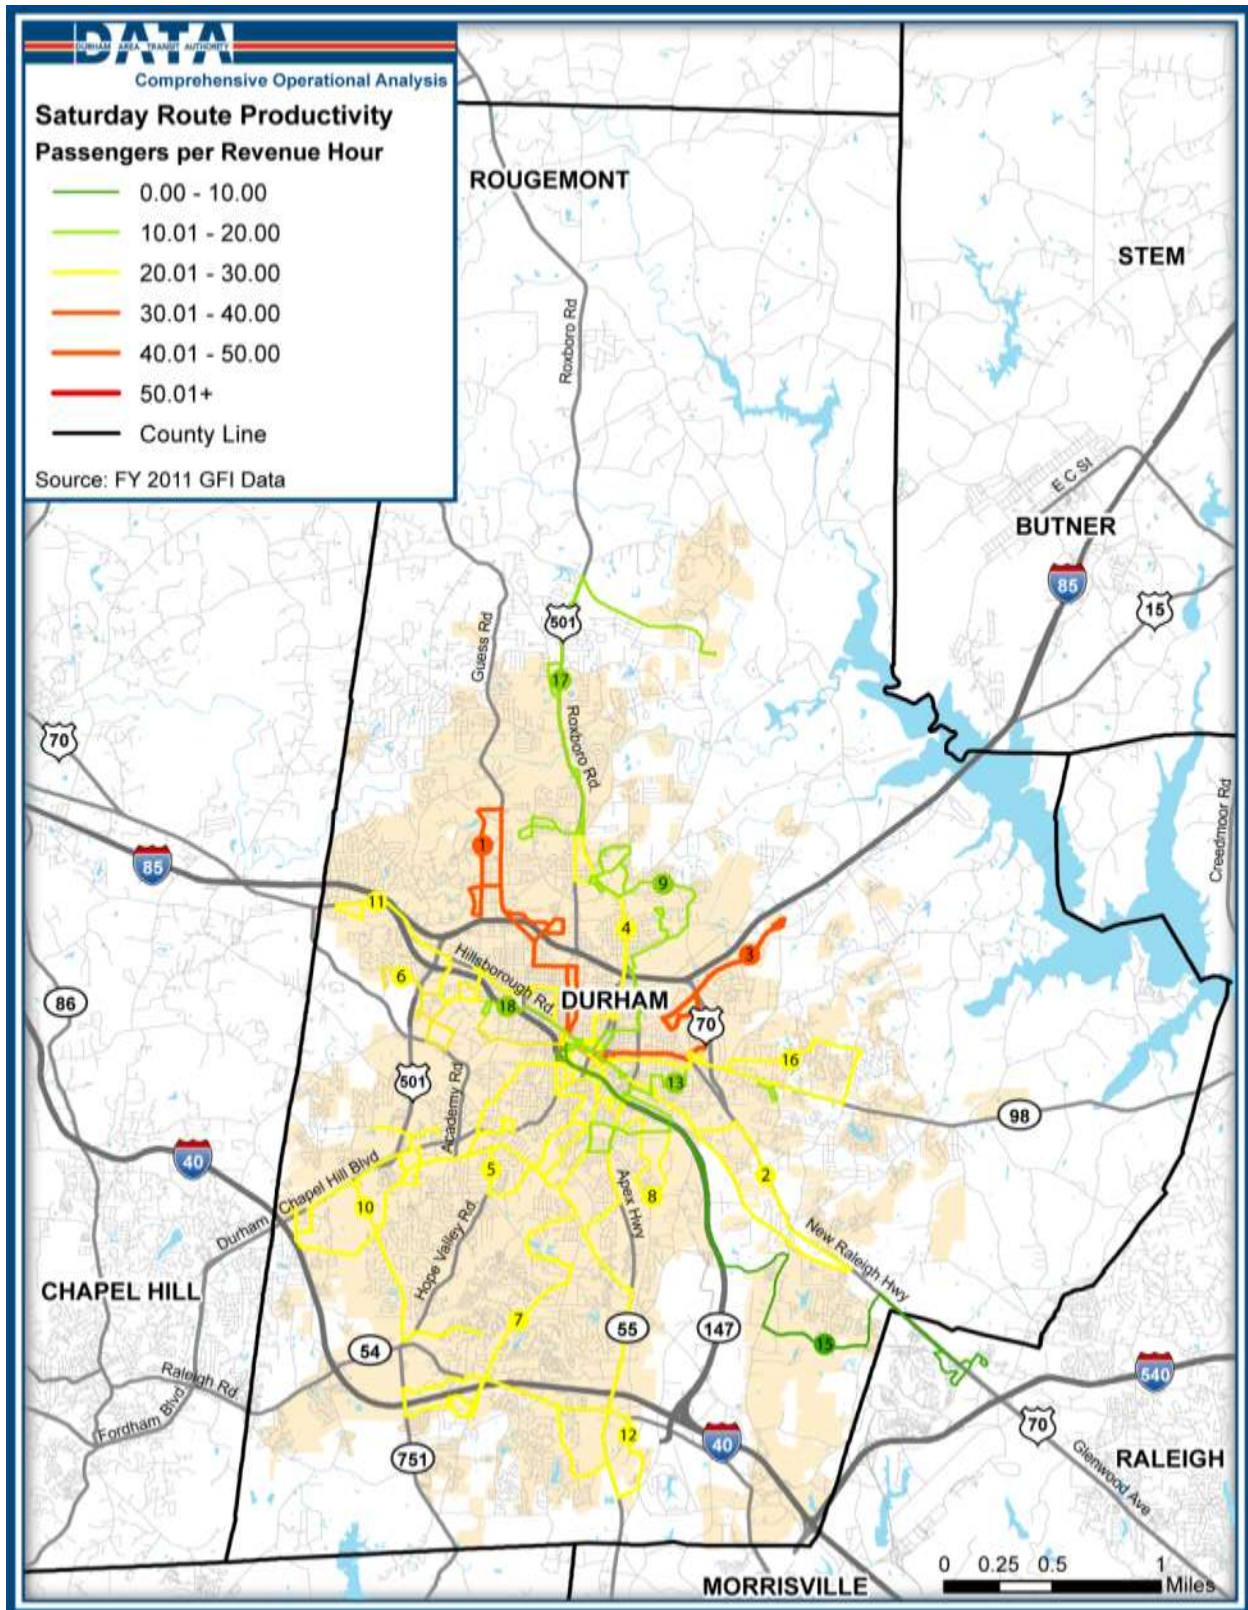 DATA
DURHAM AREA TRANSIT AUTHORITY
Comprehensive Operational Analysis
Saturday Route Productivity
Passengers per Revenue Hour
0.00 - 10.00
10.01 - 20.00
20.01 - 30.00
30.01 - 40.00
40.01 - 50.00
50.01+
County Line
Source: FY 2011 GFI Data
ROUGEMONT
STEM
Roxboro Rd
E C St
BUTNER
85
15
501
Guess Rd
17
Roxboro Rd
70
Creedmoor Rd
1
85
9
11
4
3
Hillsborough Rd
6
DURHAM
86
18
70
16
501
13
98
Academy Rd
40
Chapel Hill Blvd
5
2
8
Apex Hwy
10
Durham
Hope Valley Rd
New Raleigh Hwy
CHAPEL HILL
7
55
147
15
54
540
Raleigh Rd
Fordham Blvd
70
12
40
751
Glenwood Ave
RALEIGH
0 0.25 0.5 1
Miles
MORRISVILLE